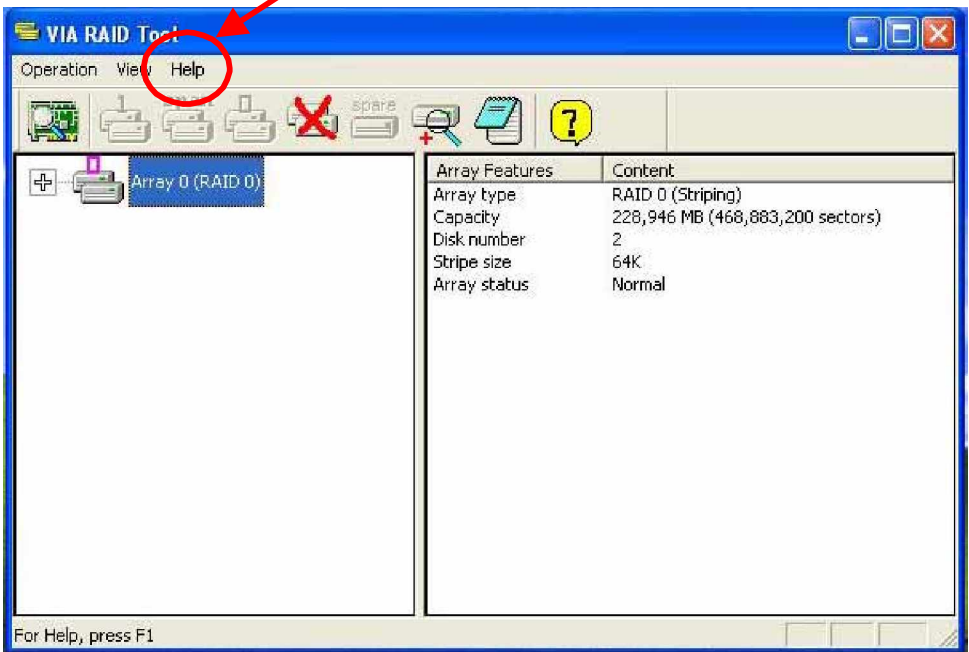 VIA RAID Tool
Operation View Help
1 spare
Array 0 (RAID 0)
Array Features Content
Array type RAID 0 (Striping)
Capacity 228,946 MB (468,883,200 sectors)
Disk number 2
Stripe size 64K
Array status Normal
For Help, press F1